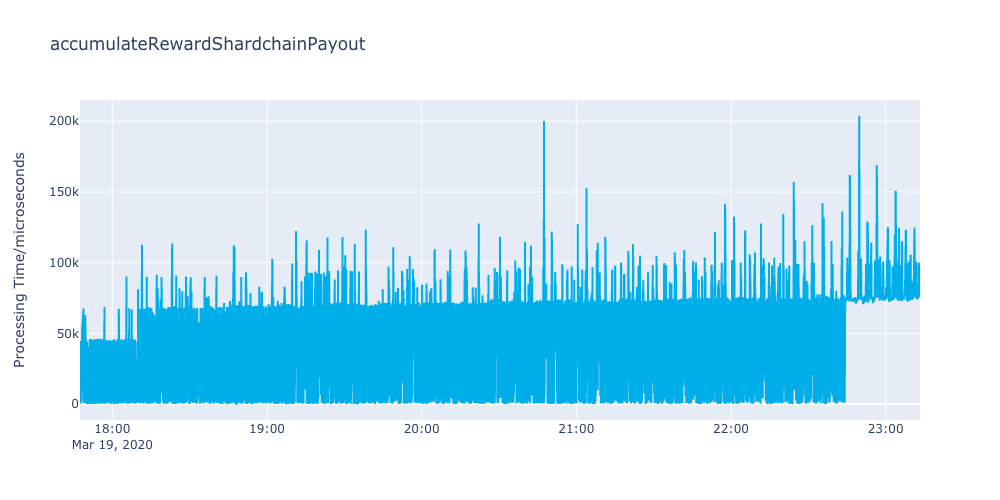 accumulateRewardShardchainPayout
Processing Time/microseconds
200k
150k
100k
50k
0
18:00 19:00 20:00 21:00 22:00 23:00
Mar 19, 2020